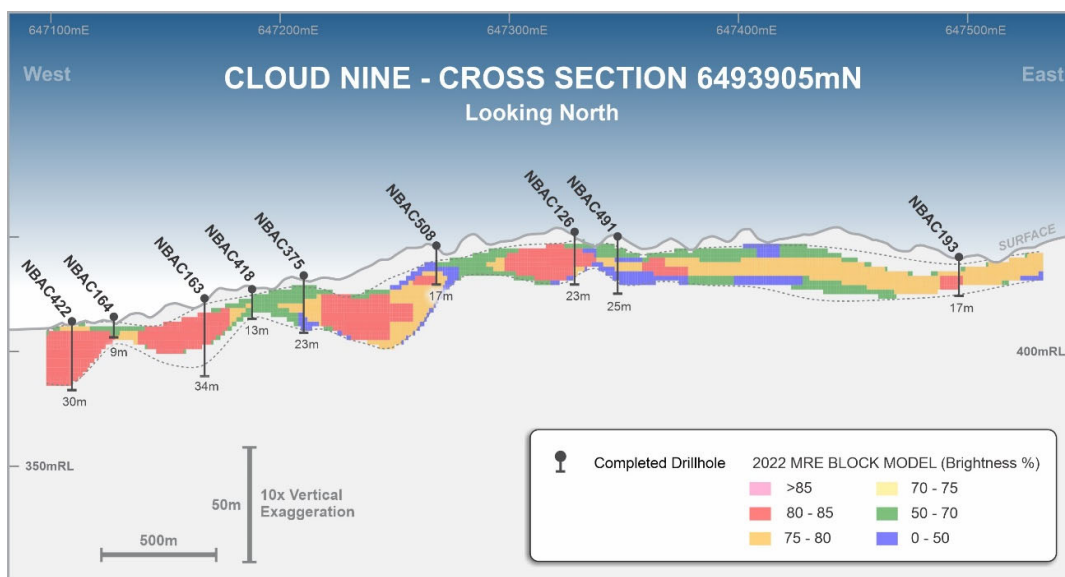 647100mE
647200mE
647300mE
647400mE
647500mE
West
CLOUD NINE - CROSS SECTION 6493905mN
East
Looking North
NBAC422
NBAC164
NBAC163
NBAC418
NBAC375
NBAC508
NBAC126
NBAC491
NBAC193
SURFACE
30m
9m
34m
13m
23m
17m
23m
25m
17m
400mRL
350mRL
50m
10x Vertical
Exaggeration
500m
Completed Drillhole
2022 MRE BLOCK MODEL (Brightness %)
>85
70 - 75
80 - 85
50 - 70
75 - 80
0 - 50